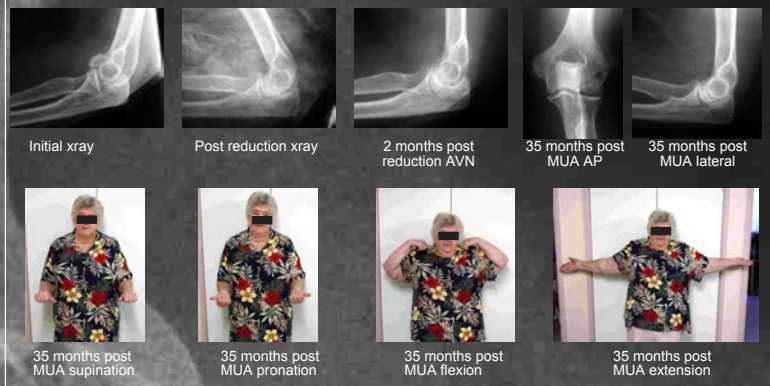 Initial xray
Post reduction xray
2 months post
reduction AVN
35 months post
MUA AP
35 months post
MUA lateral
35 months post
MUA supination
35 months post
MUA pronation
35 months post
MUA flexion
35 months post
MUA extension